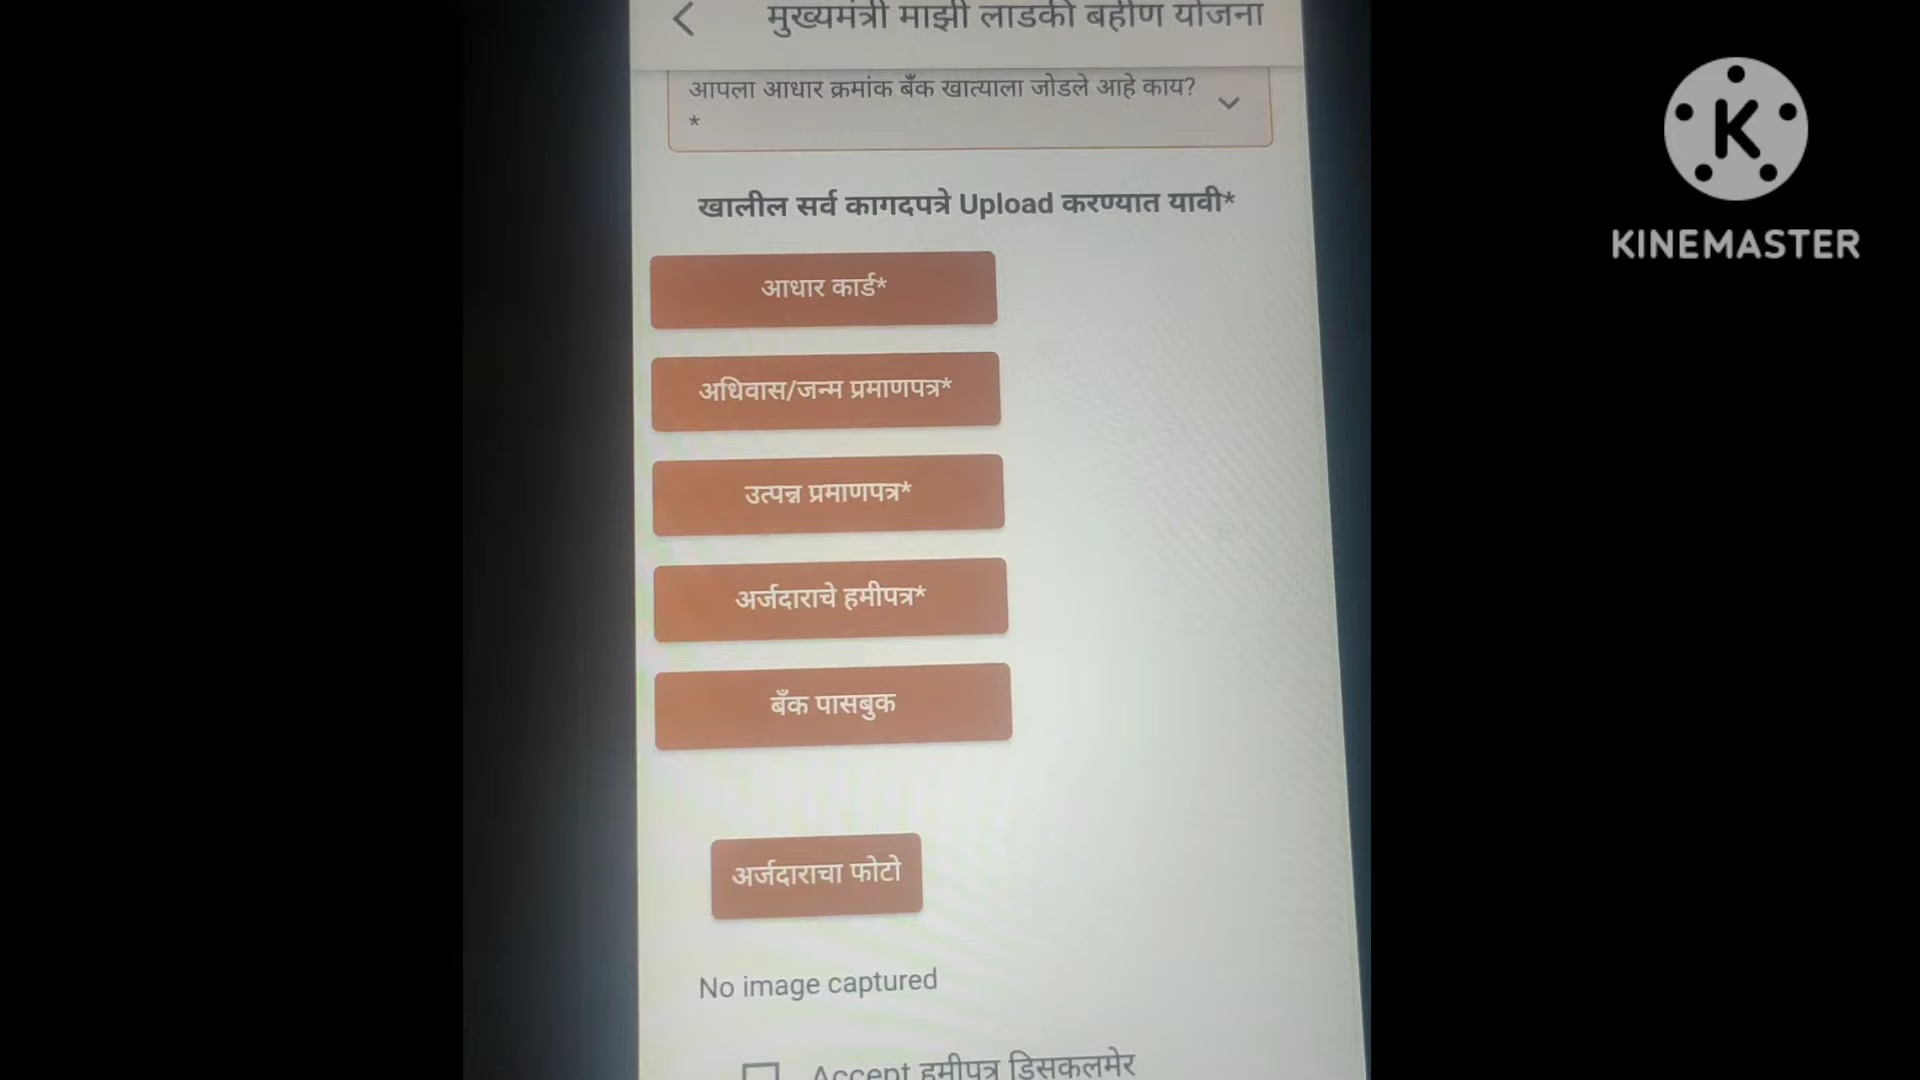 मुख्यमंत्री माझी लाडकी बहीण योजना
आपला आधार क्रमांक बँक खात्याला जोडले आहे काय?
*
खालील सर्व कागदपत्रे Upload करण्यात यावी*
आधार कार्ड*
अधिवास/जन्म प्रमाणपत्र*
उत्पन्न प्रमाणपत्र*
अर्जदाराचे हमीपत्र*
बँक पासबुक
अर्जदाराचा फोटो
No image captured
Accept हमीपत्र डिसकलमेर
K
KINEMASTER